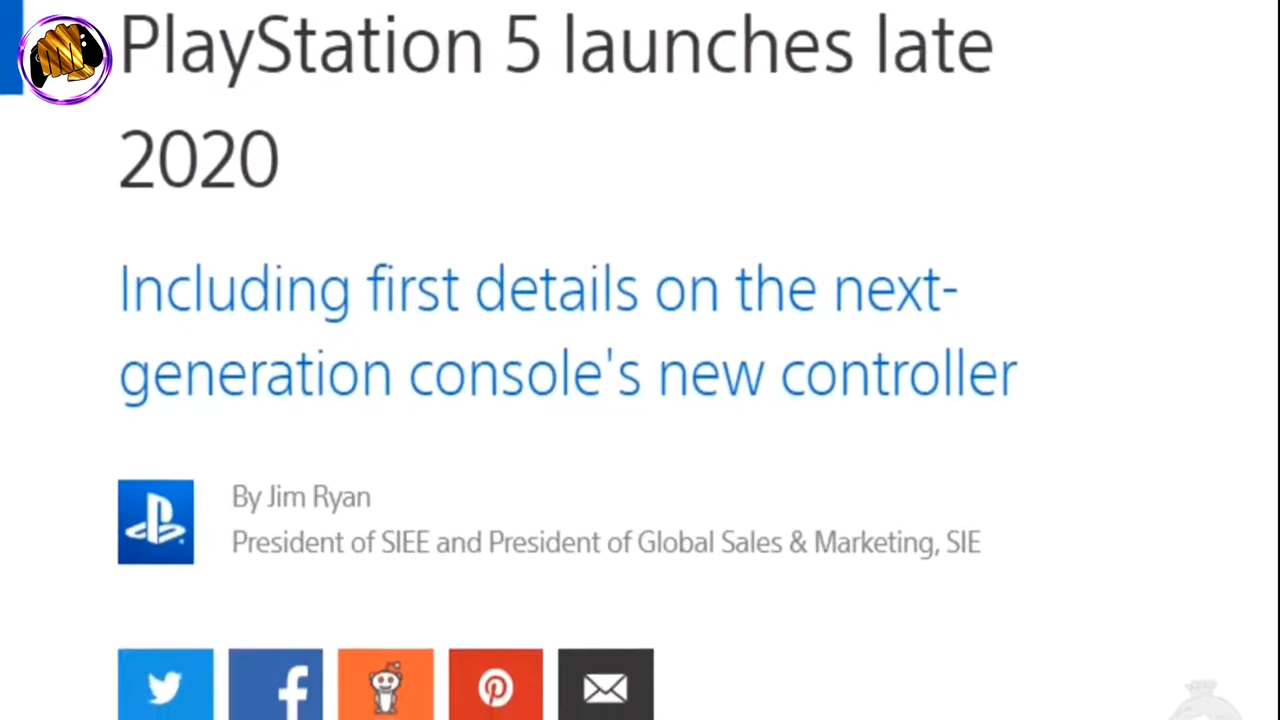 PlayStation 5 launches late
2020
Including first details on the next-
generation console's new controller
By Jim Ryan
President of SIEE and President of Global Sales & Marketing, SIE